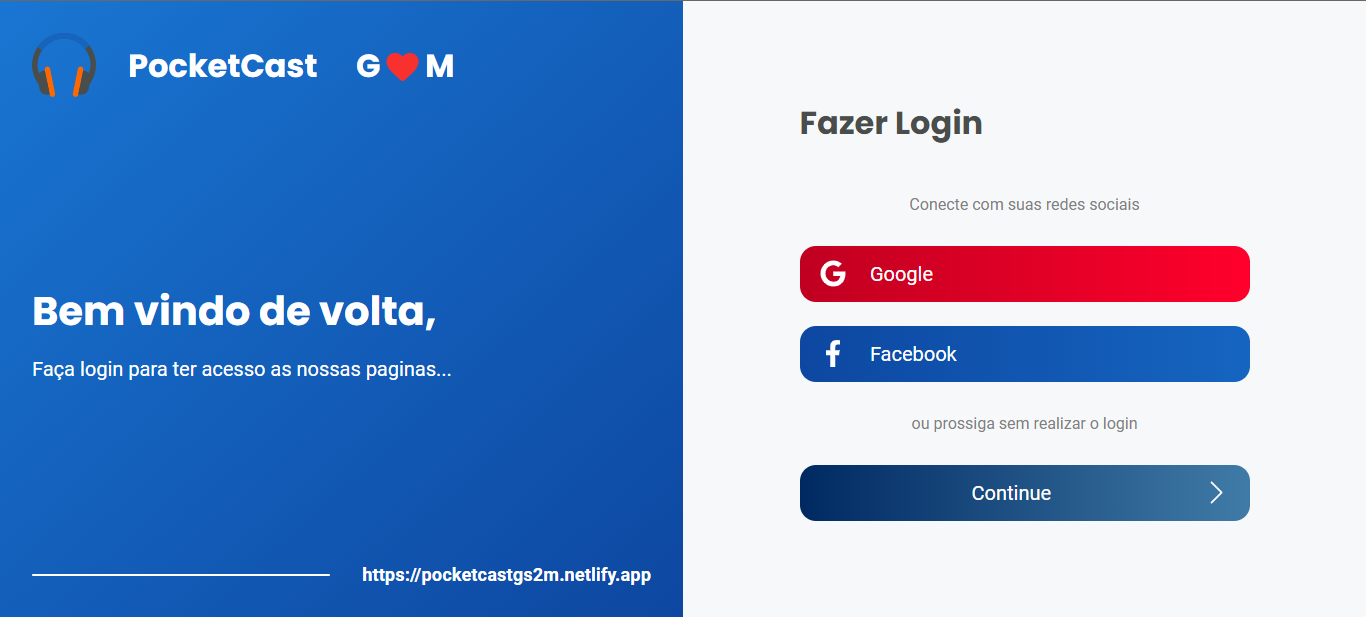 PocketCast G M
Bem vindo de volta,
Faça login para ter acesso as nossas paginas...
https://pocketcastgs2m.netlify.app
Fazer Login
Conecte com suas redes sociais
Google
Facebook
ou prossiga sem realizar o login
Continue